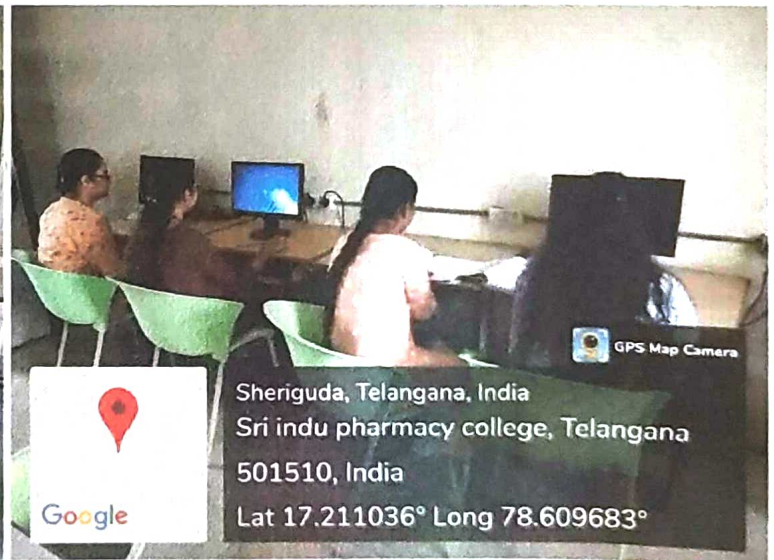 GPS Map Camera
Sheriguda, Telangana, India
Sri indu pharmacy college, Telangana
501510, India
Lat 17.211036° Long 78.609683°
Google